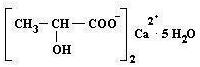 CH₃-CH-COO⁻
OH
2
Ca²⁺ · 5 H₂O